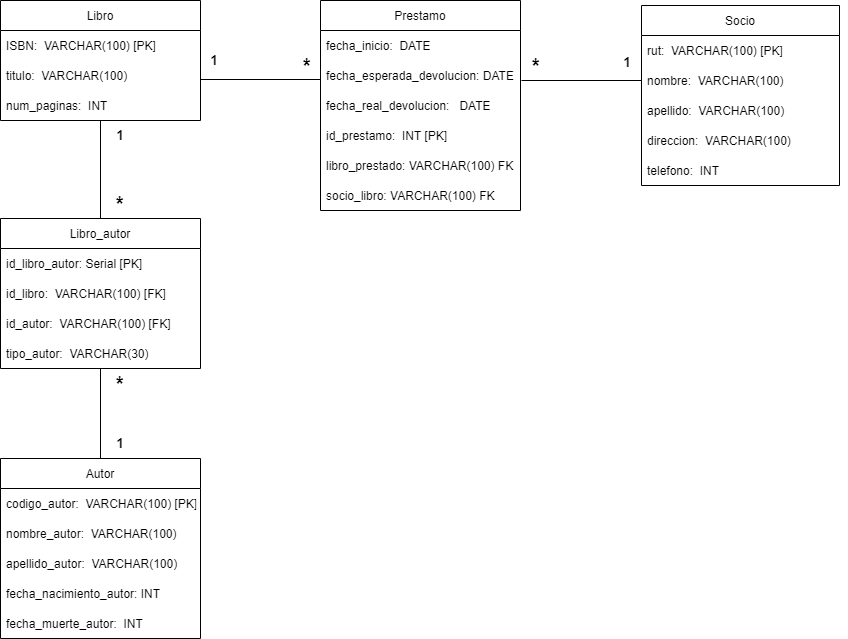 Libro
ISBN: VARCHAR(100) [PK]
titulo: VARCHAR(100)
num_paginas: INT
1
*
Prestamo
fecha_inicio: DATE
fecha_esperada_devolucion: DATE
fecha_real_devolucion: DATE
id_prestamo: INT [PK]
libro_prestado: VARCHAR(100) FK
socio_libro: VARCHAR(100) FK
*
1
Socio
rut: VARCHAR(100) [PK]
nombre: VARCHAR(100)
apellido: VARCHAR(100)
direccion: VARCHAR(100)
telefono: INT
1
*
Libro_autor
id_libro_autor: Serial [PK]
id_libro: VARCHAR(100) [FK]
id_autor: VARCHAR(100) [FK]
tipo_autor: VARCHAR(30)
*
1
Autor
codigo_autor: VARCHAR(100) [PK]
nombre_autor: VARCHAR(100)
apellido_autor: VARCHAR(100)
fecha_nacimiento_autor: INT
fecha_muerte_autor: INT